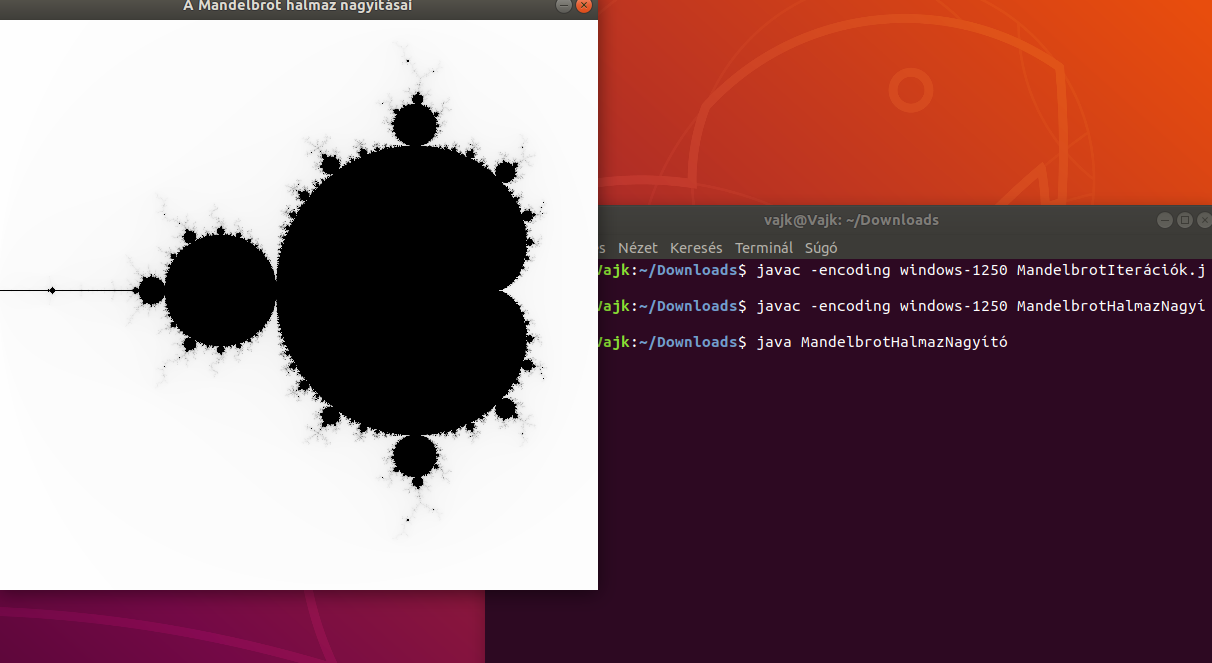 A Mandelbrot halmaz nagyításai
vajk@Vajk: ~/Downloads
Nézet Keresés Terminál Súgó
Vajk:~/Downloads$ javac -encoding windows-1250 MandelbrotIterációk.j
Vajk:~/Downloads$ javac -encoding windows-1250 MandelbrotHalmazNagyí
Vajk:~/Downloads$ java MandelbrotHalmazNagyító